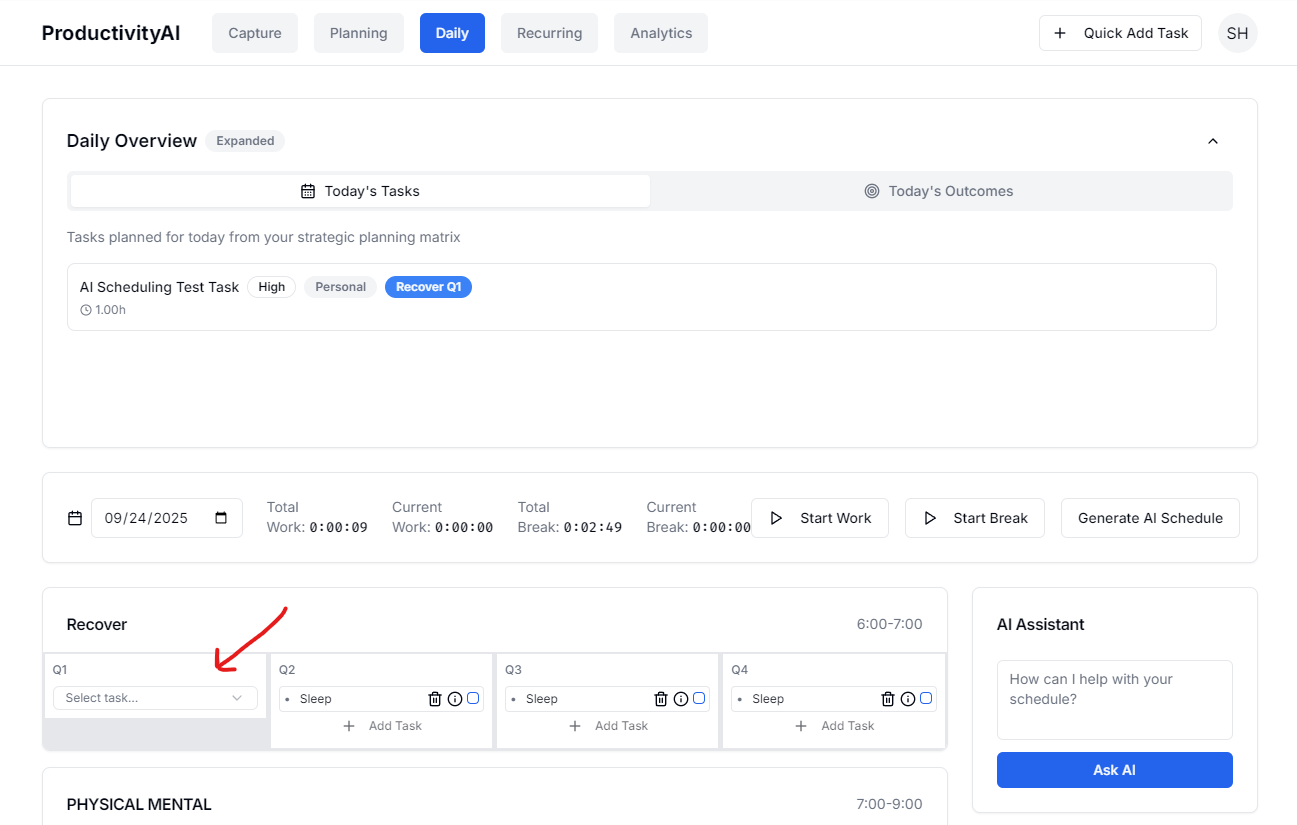 ProductivityAI Capture Planning Daily Recurring Analytics + Quick Add Task SH
Daily Overview Expanded
Today's Tasks Today's Outcomes
Tasks planned for today from your strategic planning matrix
AI Scheduling Test Task High Personal Recover Q1
1.00h
09/24/2025
Total Work: 0:00:09
Current Work: 0:00:00
Total Break: 0:02:49
Current Break: 0:00:00
Start Work Start Break Generate AI Schedule
Recover 6:00-7:00
Q1 Q2 Q3 Q4
Select task... • Sleep • Sleep • Sleep
+ Add Task + Add Task + Add Task
AI Assistant
How can I help with your
schedule?
Ask AI
PHYSICAL MENTAL 7:00-9:00